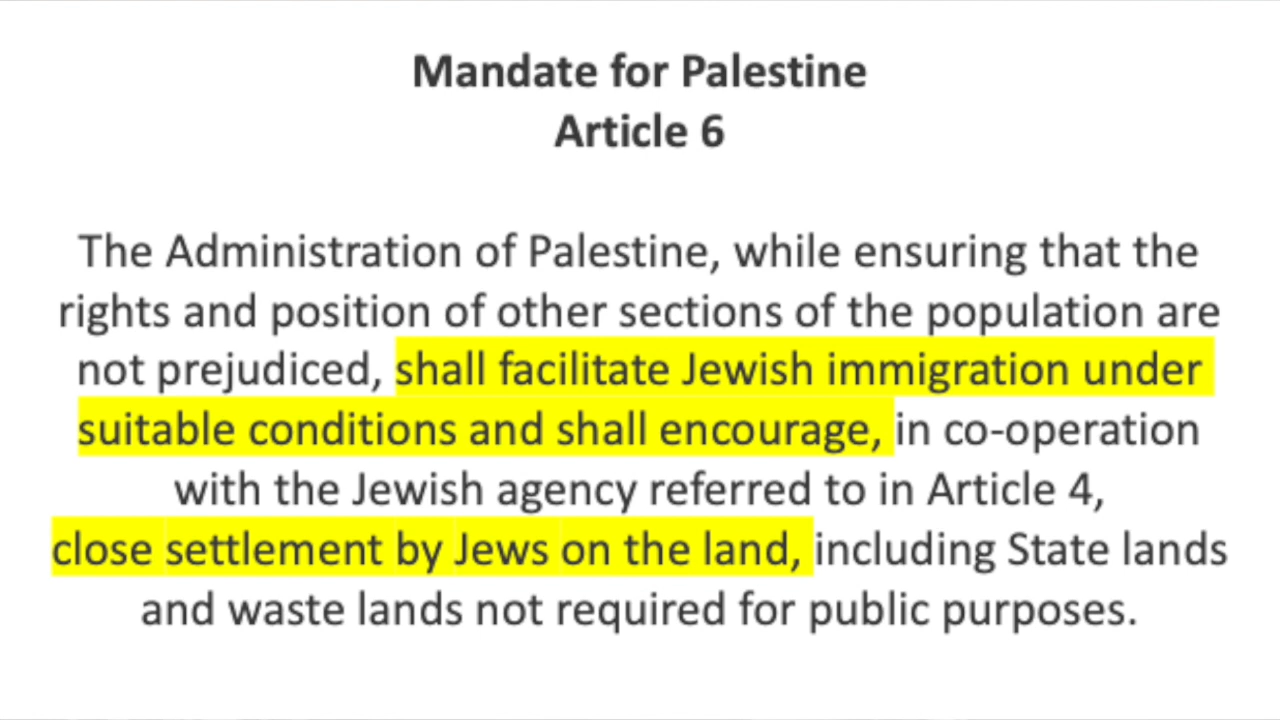 Mandate for Palestine
Article 6
The Administration of Palestine, while ensuring that the
rights and position of other sections of the population are
not prejudiced, shall facilitate Jewish immigration under
suitable conditions and shall encourage, in co-operation
with the Jewish agency referred to in Article 4,
close settlement by Jews on the land, including State lands
and waste lands not required for public purposes.